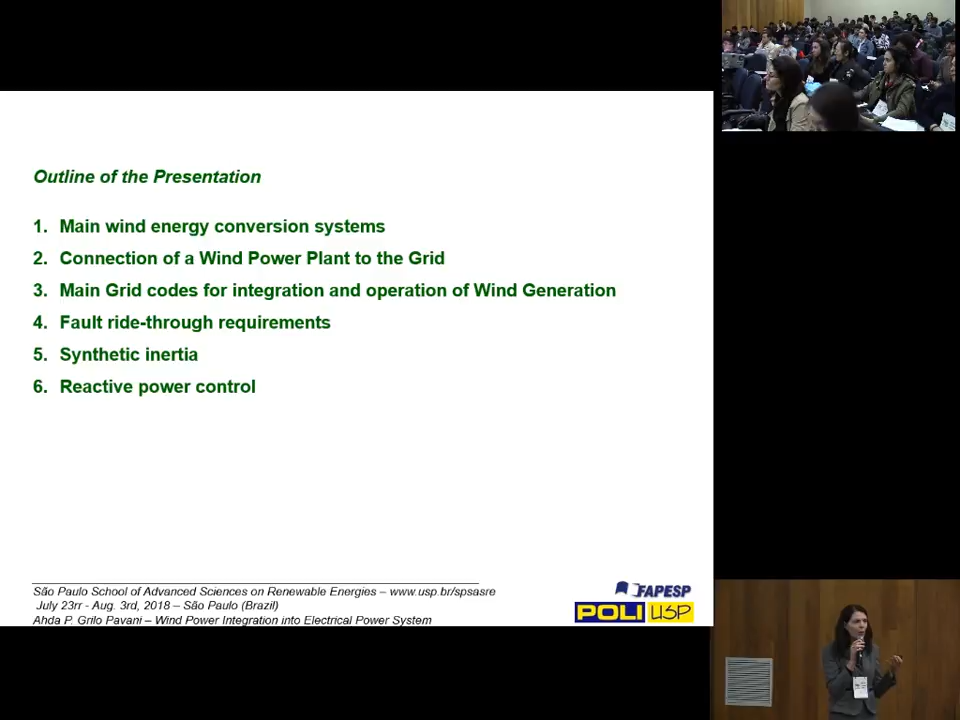 Outline of the Presentation
1. Main wind energy conversion systems
2. Connection of a Wind Power Plant to the Grid
3. Main Grid codes for integration and operation of Wind Generation
4. Fault ride-through requirements
5. Synthetic inertia
6. Reactive power control
São Paulo School of Advanced Sciences on Renewable Energies – www.usp.br/spsasre
July 23rr - Aug. 3rd, 2018 – São Paulo (Brazil)
Ahda P. Grilo Pavani – Wind Power Integration into Electrical Power System
FAPESP
POLI USP